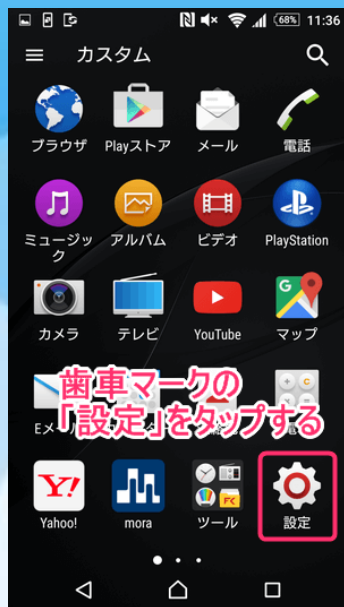 68% 11:36
カスタム
ブラウザ Playストア メール 電話
ミュージック アルバム ビデオ PlayStation
カメラ テレビ YouTube マップ
歯車マークの
「設定」をタップする
Yahoo! mora ツール 設定